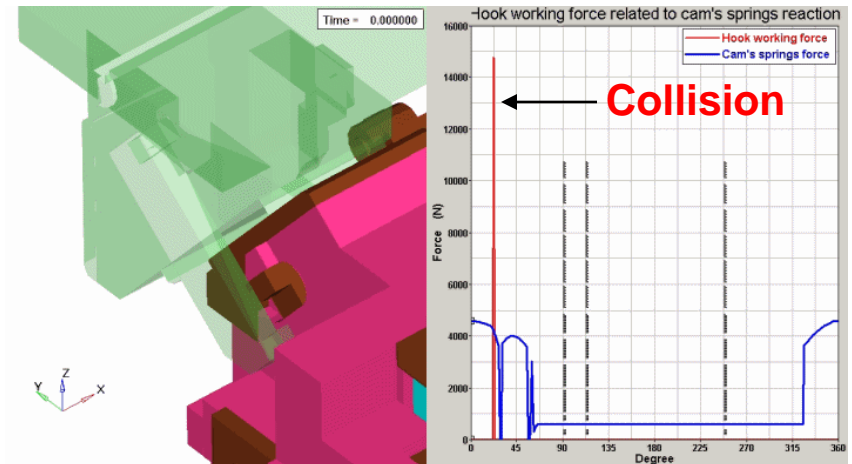 Time = 0.000000
Hook working force related to cam's springs reaction
Hook working force
Cam's springs force
Collision
16000
14000
12000
10000
8000
6000
4000
2000
0
Force (N)
0 45 90 135 180 225 270 315 360
Degree
Z
Y
X